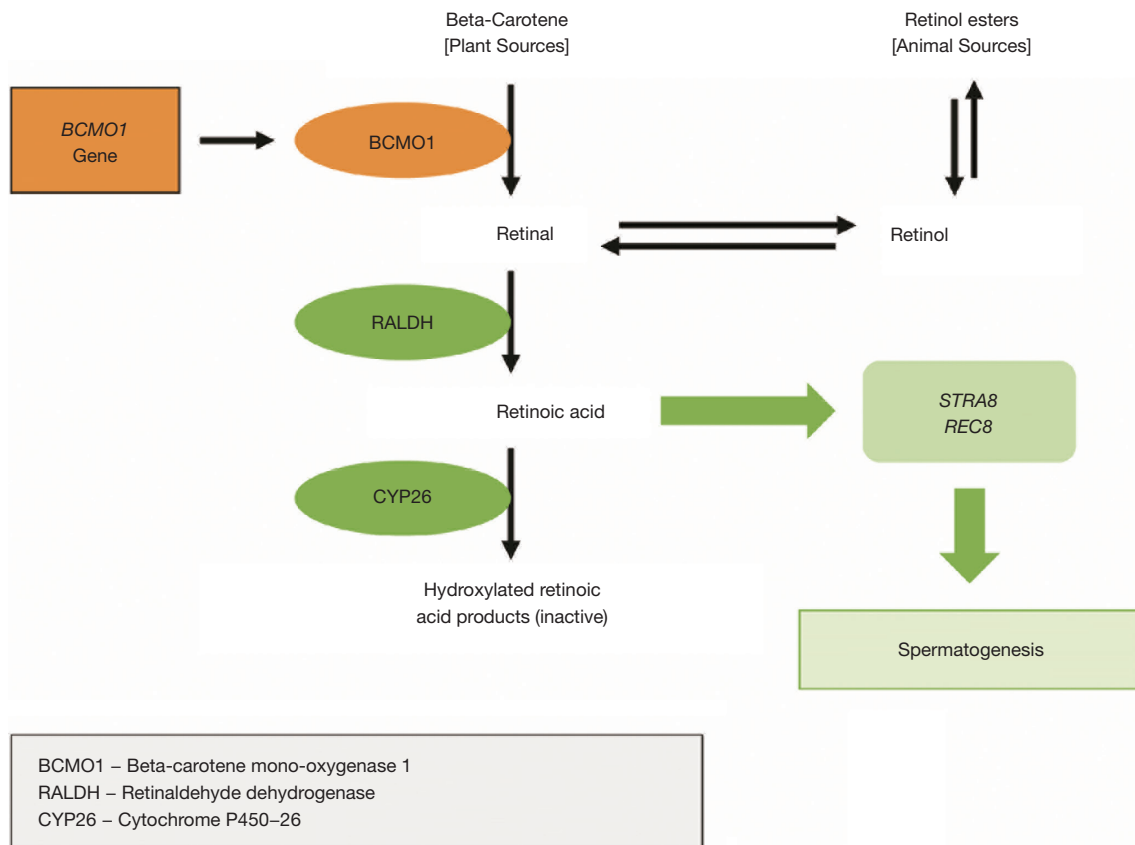 Beta-Carotene
[Plant Sources]
Retinol esters
[Animal Sources]
BCMO1
Gene
BCMO1
Retinal
Retinol
RALDH
Retinoic acid
STRA8
REC8
CYP26
Hydroxylated retinoic
acid products (inactive)
Spermatogenesis
BCMO1 – Beta-carotene mono-oxygenase 1
RALDH – Retinaldehyde dehydrogenase
CYP26 – Cytochrome P450–26